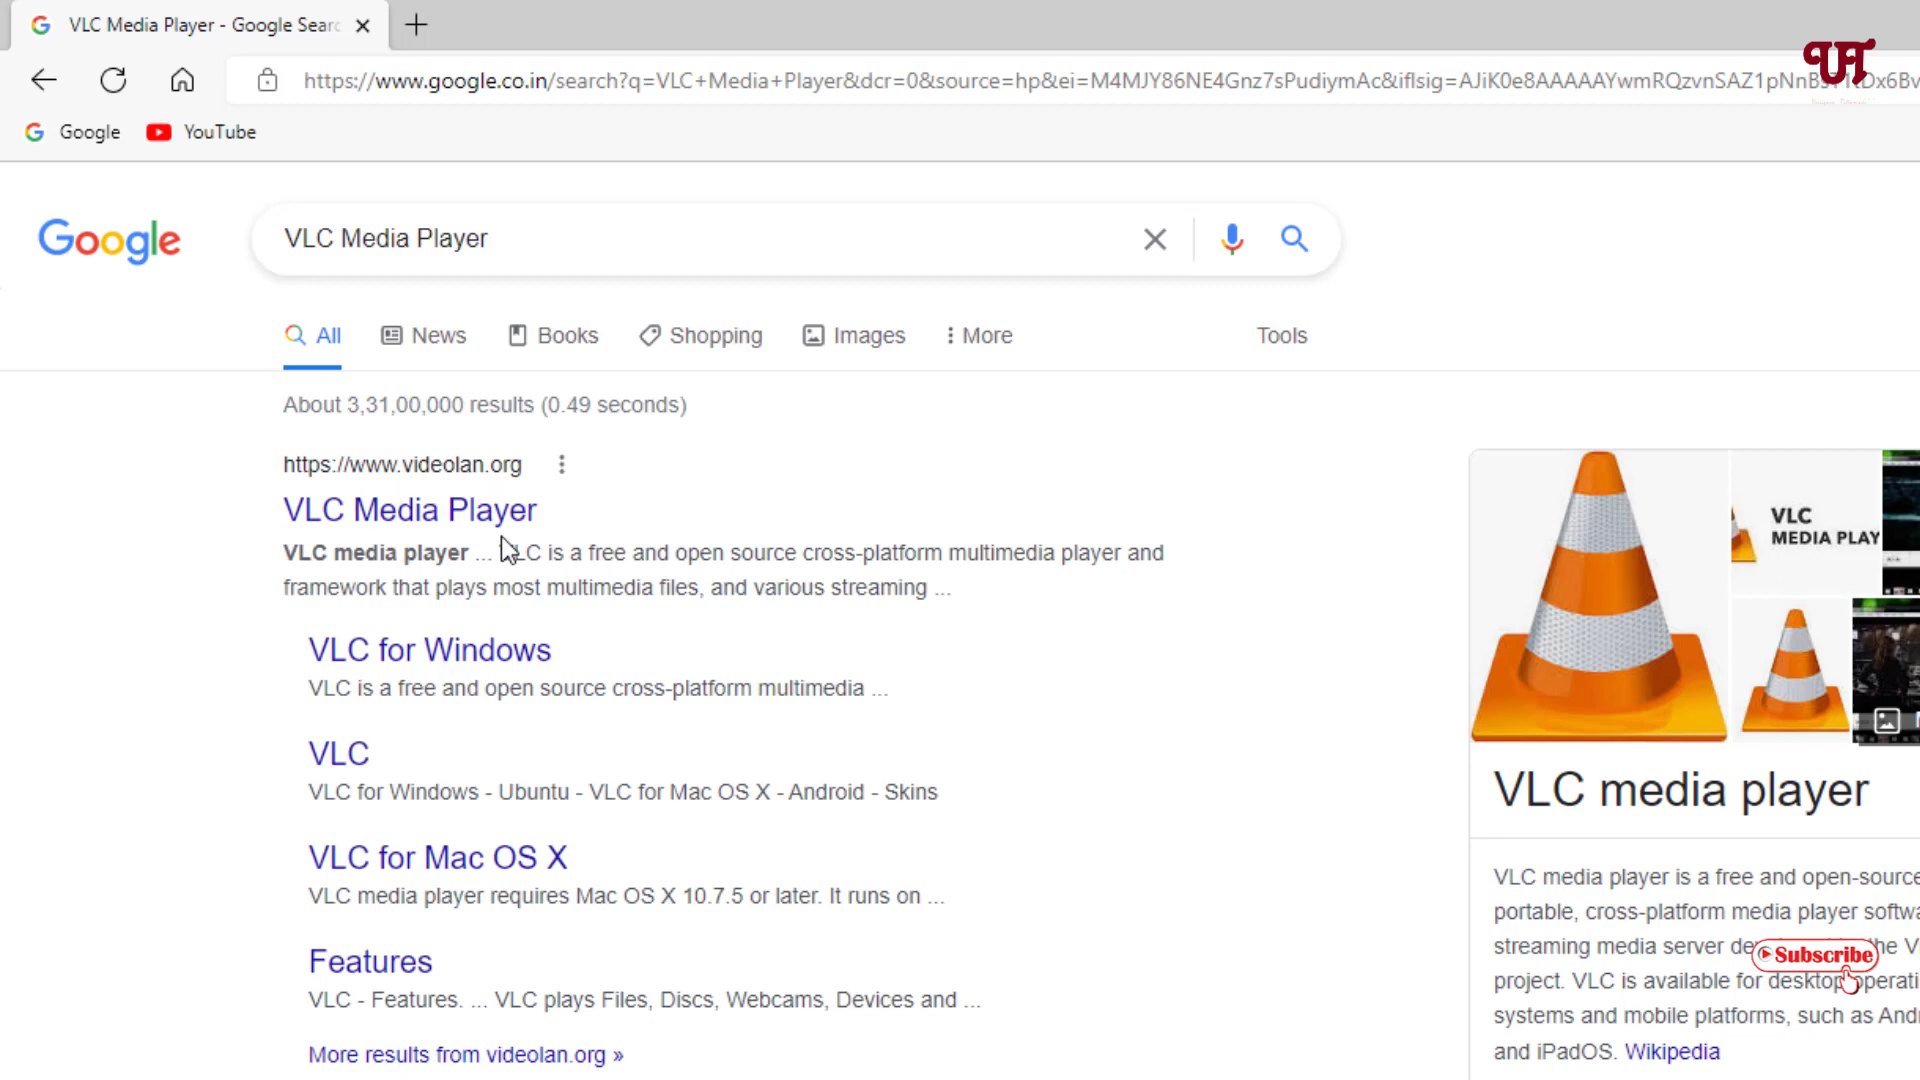 VLC Media Player - Google Sear
https://www.google.co.in/search?q=VLC+Media+Player&dcr=0&source=hp&ei=M4MJY86NE4Gnz7sPudiymAc&iflsig=AJiK0e8AAAAAYwmRQzvnSAZ1pNnB
Google YouTube
Google VLC Media Player
All News Books Shopping Images More Tools
About 3,31,00,000 results (0.49 seconds)
https://www.videolan.org
VLC Media Player
VLC media player ... VLC is a free and open source cross-platform multimedia player and
framework that plays most multimedia files, and various streaming ...
VLC for Windows
VLC is a free and open source cross-platform multimedia ...
VLC
VLC for Windows - Ubuntu - VLC for Mac OS X - Android - Skins
VLC for Mac OS X
VLC media player requires Mac OS X 10.7.5 or later. It runs on ...
Features
VLC - Features. ... VLC plays Files, Discs, Webcams, Devices and ...
More results from videolan.org »
VLC
MEDIA PLAY
VLC media player
VLC media player is a free and open-source
portable, cross-platform media player softwa
streaming media server de he V
project. VLC is available for desktop operati
systems and mobile platforms, such as Andr
and iPadOS. Wikipedia
Subscribe